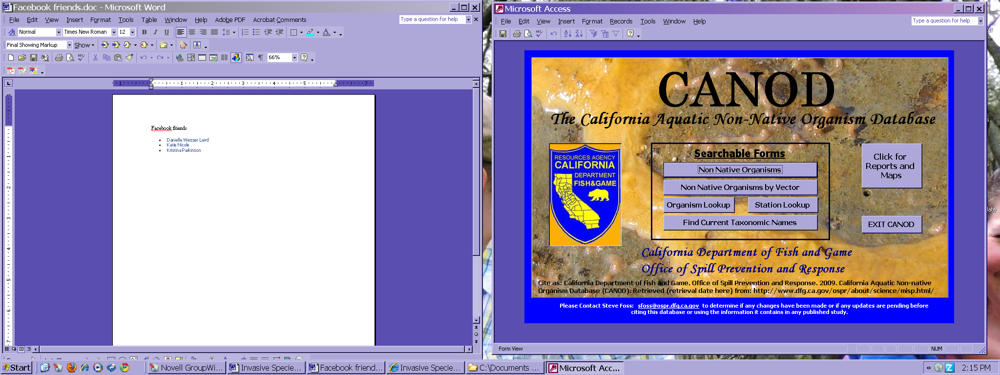 Facebook friends.doc - Microsoft Word
File Edit View Insert Format Tools Table Window Help Adobe PDF Acrobat Comments
Type a question for help
Normal Times New Roman 12
Final Showing Markup Show
66%
1 1 2 3 4 5 7
Facebook friends
Danielle Weisser Laird
Katie Nicole
Kristina Parkinson
Microsoft Access
File Edit View Insert Format Records Tools Window Help
Type a question for help
CANOD
The California Aquatic Non-Native Organism Database
RESOURCES AGENCY
CALIFORNIA
DEPARTMENT
FISH&GAME
Searchable Forms
Non Native Organisms
Non Native Organisms by Vector
Organism Lookup Station Lookup
Find Current Taxonomic Names
Click for
Reports and
Maps
EXIT CANOD
California Department of Fish and Game
Office of Spill Prevention and Response
Cite as: California Department of Fish and Game. Office of Spill Prevention and Response. 2009. California Aquatic Non-native
Organism Database (CANOD). Retrieved (retrieval date here) from: http://www.dfg.ca.gov/ospr/about/science/misp.html/
Please Contact Steve Foss: sfoss@ospr.dfg.ca.gov to determine if any changes have been made or if any updates are pending before
citing this database or using the information it contains in any published study.
Form View NUM
Start Novell GroupWi... Invasive Specie... Facebook friend... Invasive Specie... C:\Documents ... Microsoft Acc... 2:15 PM